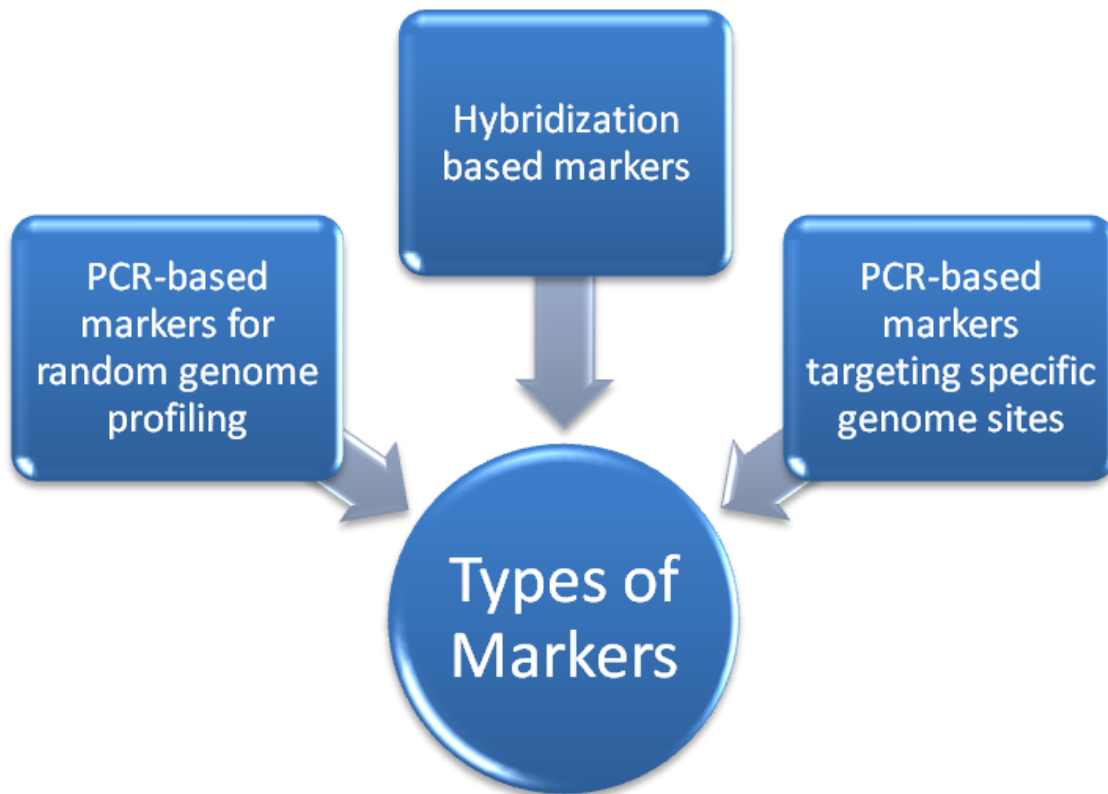 Hybridization
based markers
PCR-based
markers for
random genome
profiling
PCR-based
markers
targeting specific
genome sites
Types of
Markers